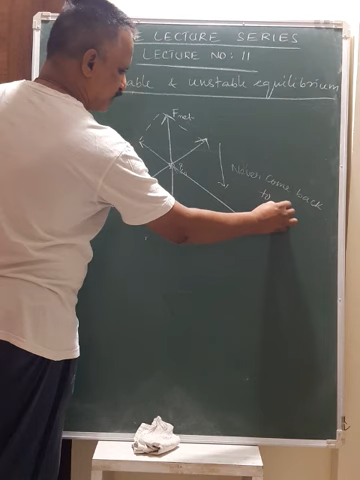 E LECTURE SERIES
LECTURE NO: 11
able & unstable equilibrium
Fnet
Never come back
to